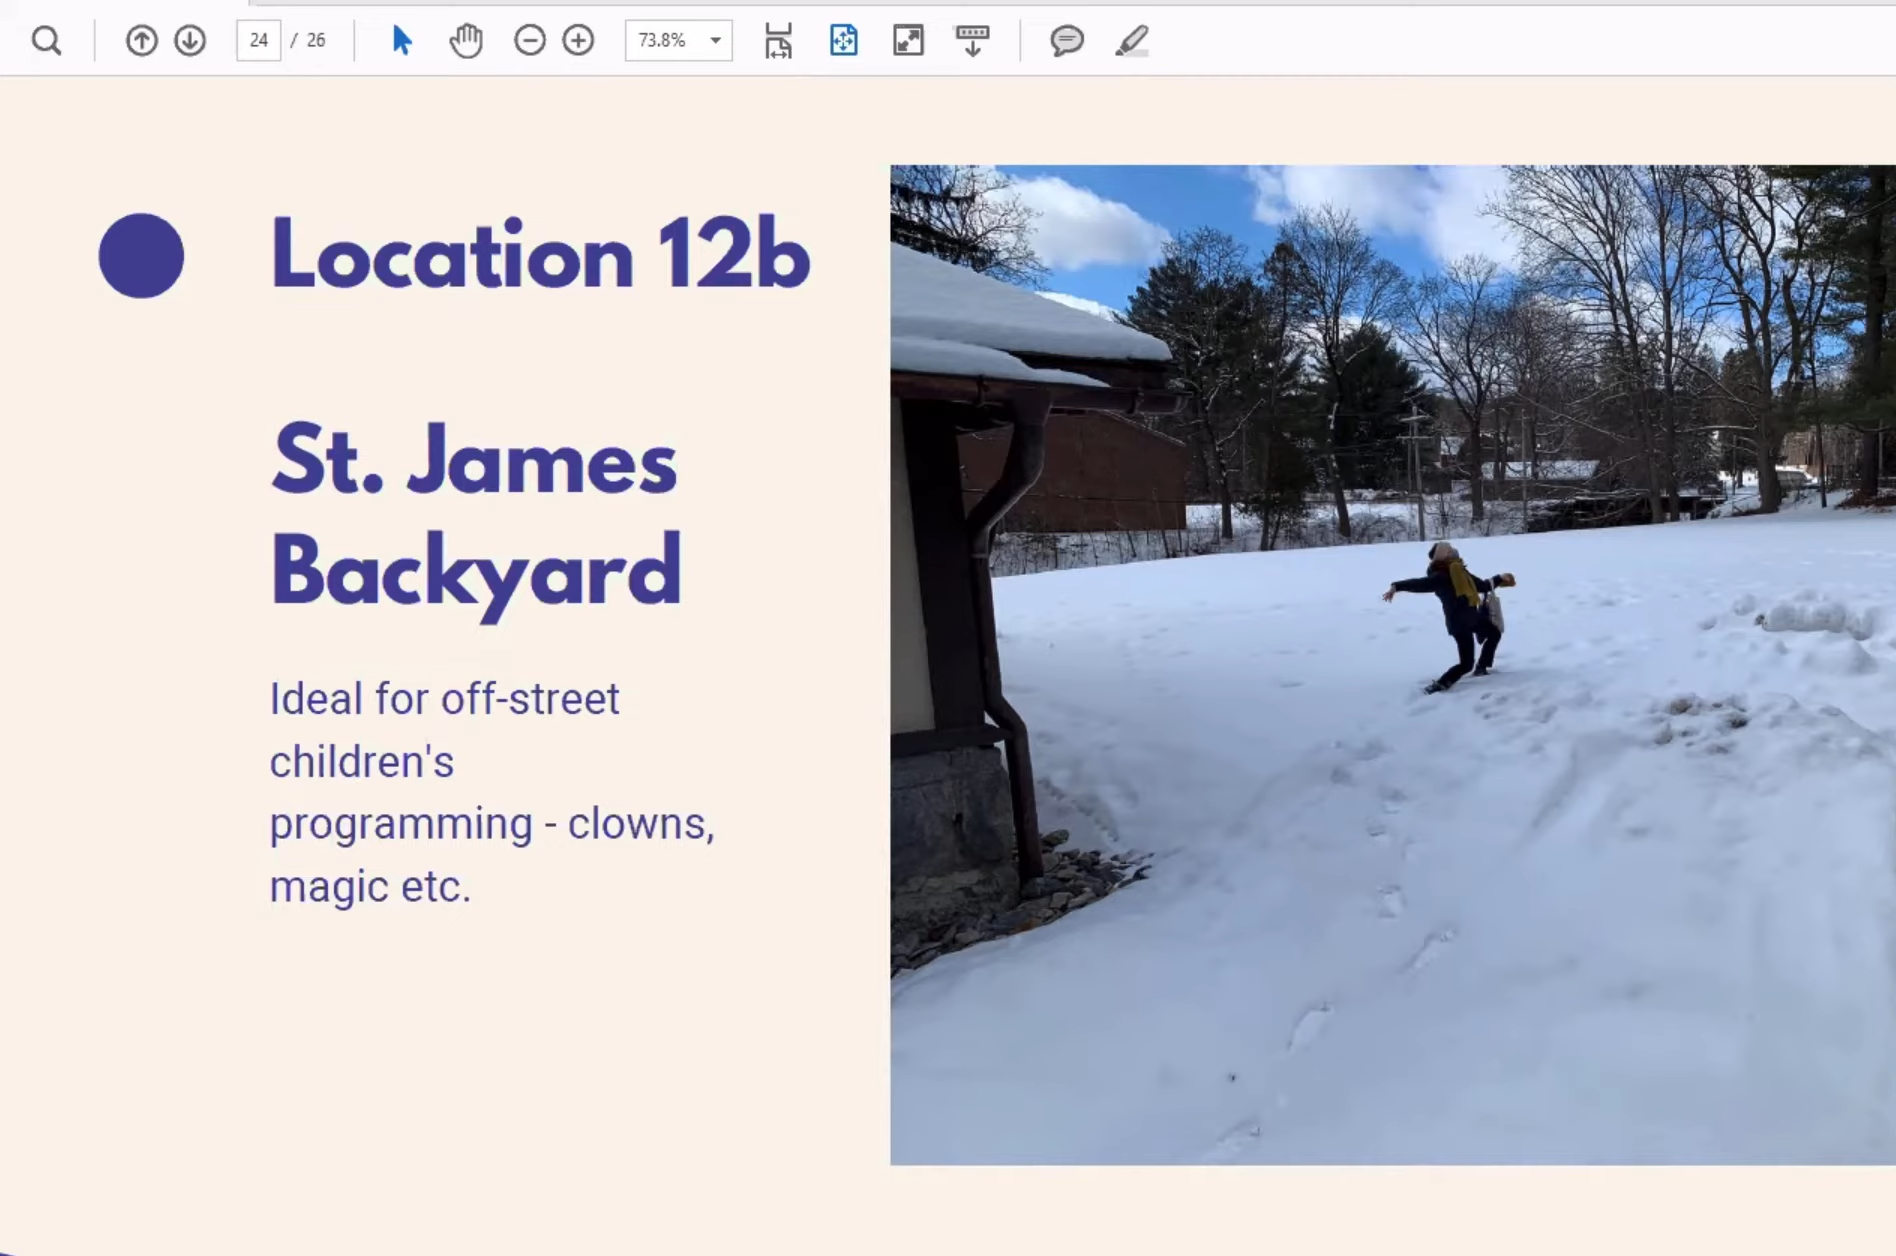 24 / 26
73.8%
Location 12b
St. James
Backyard
Ideal for off-street
children's
programming - clowns,
magic etc.